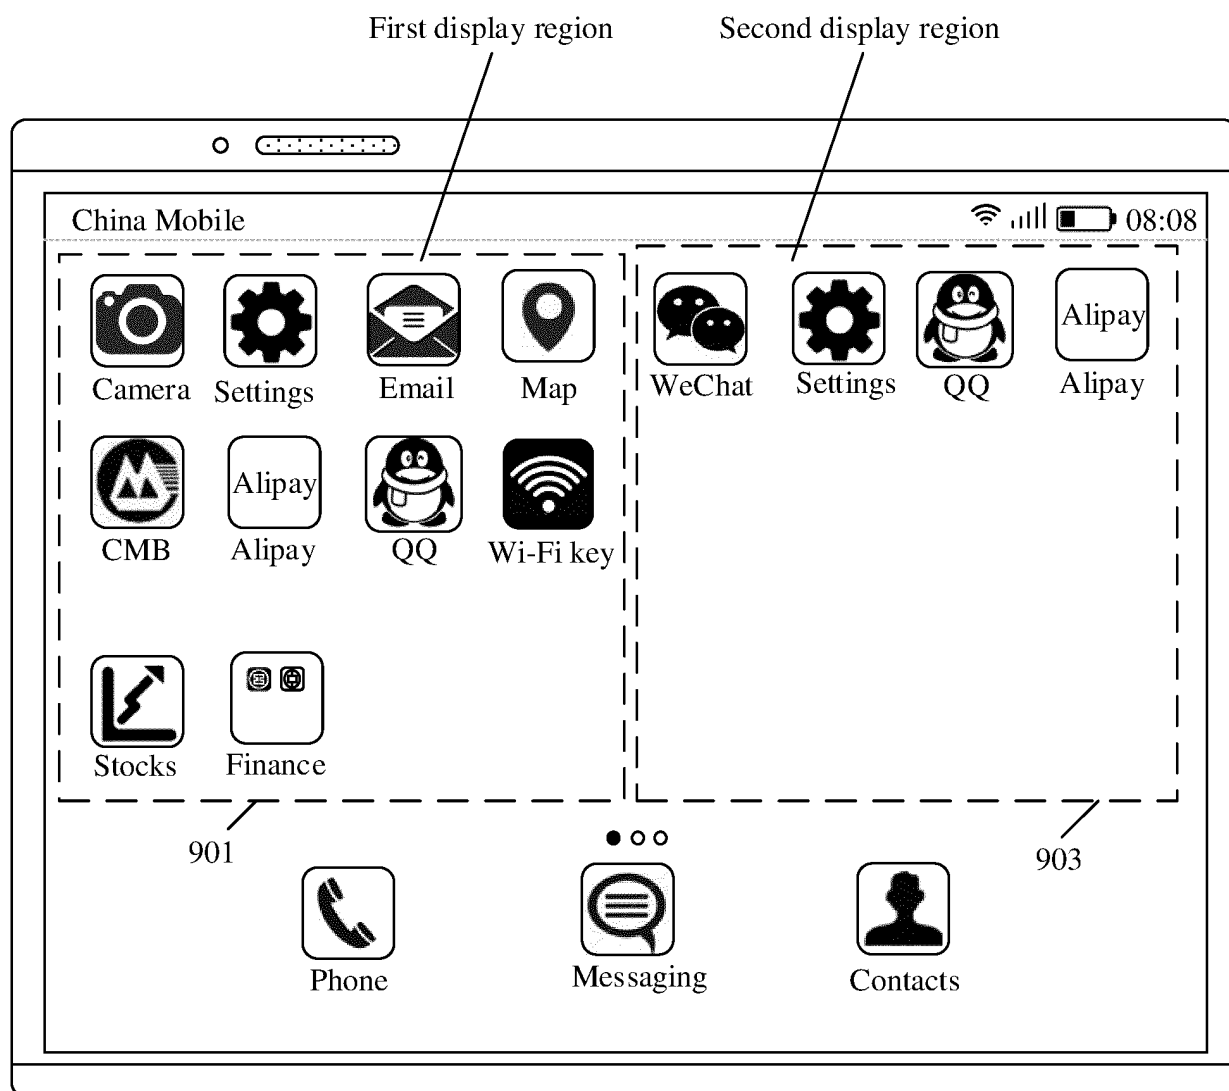 First display region Second display region
China Mobile 08:08
Camera Settings Email Map WeChat Settings QQ Alipay Alipay
CMB Alipay Alipay QQ Wi-Fi key
Stocks Finance
901 903
Phone Messaging Contacts